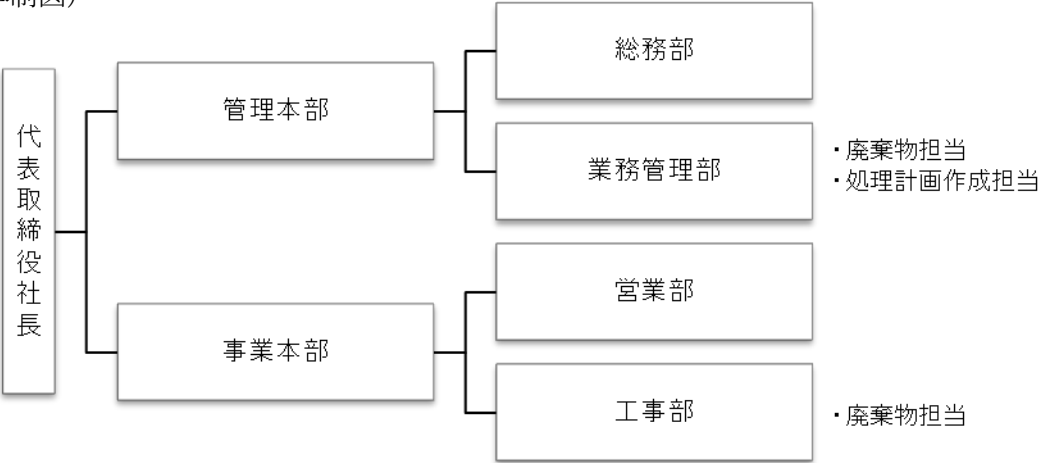 制図)
総務部
管理本部
代表取締役社長
業務管理部
・廃棄物担当
・処理計画作成担当
営業部
事業本部
工事部
・廃棄物担当